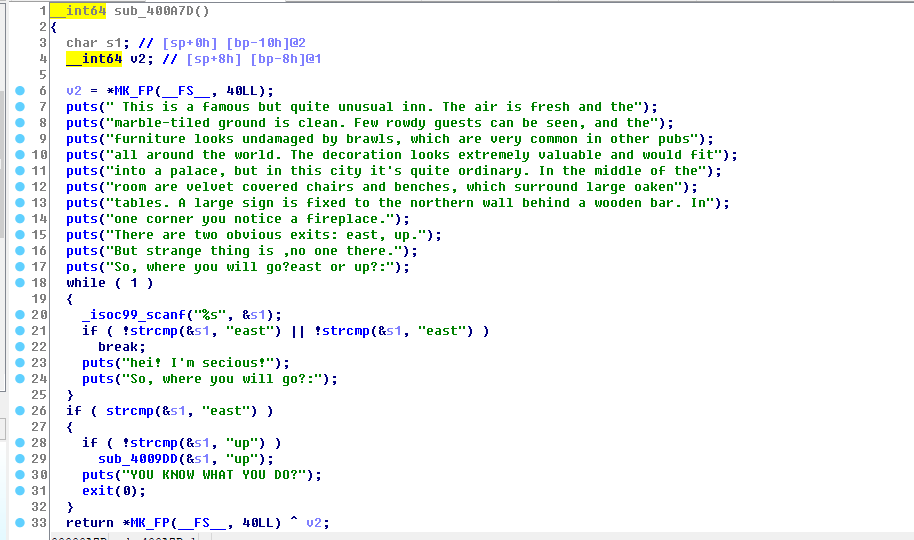 1 __int64 sub_400A7D()
2 {
3 char s1; // [sp+0h] [bp-10h]@2
4 __int64 v2; // [sp+8h] [bp-8h]@1
5
6 v2 = *MK_FP(__FS__, 40LL);
7 puts(" This is a famous but quite unusual inn. The air is fresh and the");
8 puts("marble-tiled ground is clean. Few rowdy guests can be seen, and the");
9 puts("furniture looks undamaged by brawls, which are very common in other pubs");
10 puts("all around the world. The decoration looks extremely valuable and would fit");
11 puts("into a palace, but in this city it's quite ordinary. In the middle of the");
12 puts("room are velvet covered chairs and benches, which surround large oaken");
13 puts("tables. A large sign is fixed to the northern wall behind a wooden bar. In");
14 puts("one corner you notice a fireplace.");
15 puts("There are two obvious exits: east, up.");
16 puts("But strange thing is ,no one there.");
17 puts("So, where you will go?east or up?:");
18 while ( 1 )
19 {
20 _isoc99_scanf("%s", &s1);
21 if ( !strcmp(&s1, "east") || !strcmp(&s1, "east") )
22 break;
23 puts("hei! I'm secious!");
24 puts("So, where you will go?:");
25 }
26 if ( strcmp(&s1, "east") )
27 {
28 if ( !strcmp(&s1, "up") )
29 sub_4009DD(&s1, "up");
30 puts("YOU KNOW WHAT YOU DO?");
31 exit(0);
32 }
33 return *MK_FP(__FS__, 40LL) ^ v2;